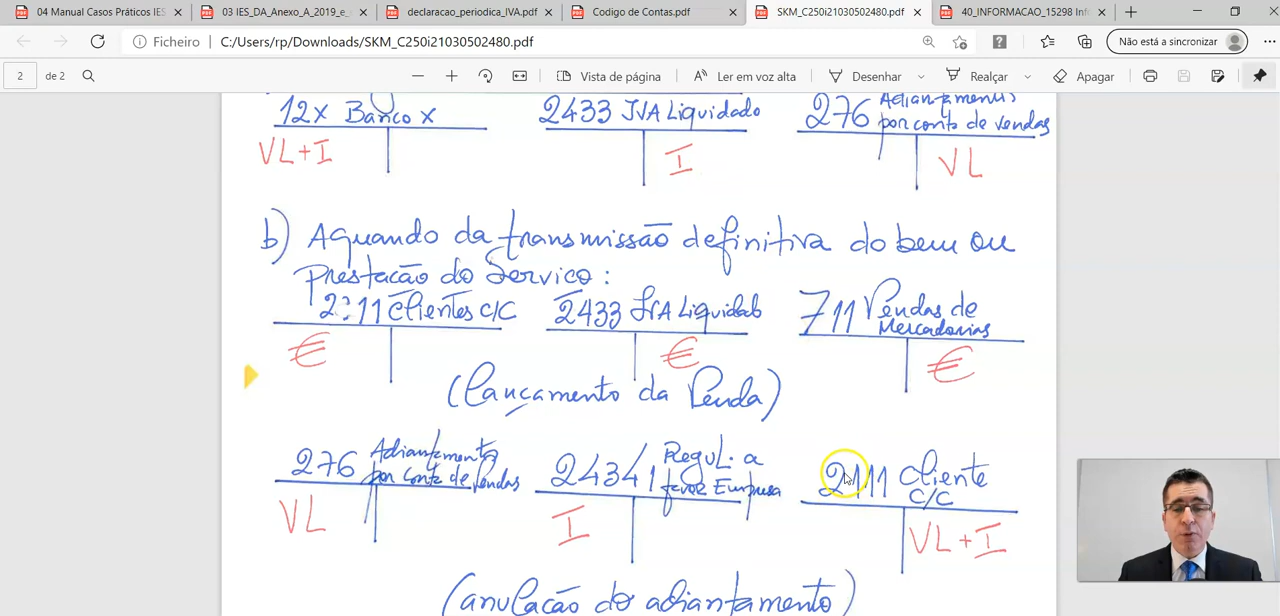 04 Manual Casos Práticos IES
03 IES_DA_Anexo_A_2019_e_
declaracao_periodica_IVA.pdf
Codigo de Contas.pdf
SKM_C250i21030502480.pdf
40_INFORMACAO_15298 Inf
Ficheiro
C:/Users/rp/Downloads/SKM_C250i21030502480.pdf
Não está a sincronizar
2 de 2
Vista de página
Ler em voz alta
Desenhar
Realçar
Apagar
12x Banco x
2433 IVA Liquidado
276 Adiantamentos
por conta de vendas
VL+I
I
VL
b) Aquando da transmissão definitiva do bem ou
Prestação do Serviço:
2111 Clientes C/C
2433 IVA Liquidado
711 Vendas de
Mercadorias
€
€
€
(Lançamento da Venda)
276 Adiantamentos
por conta de Vendas
24341 Regul. a
favor Empresa
2111 Cliente
C/C
VL
I
VL+I
(anulação do adiantamento)